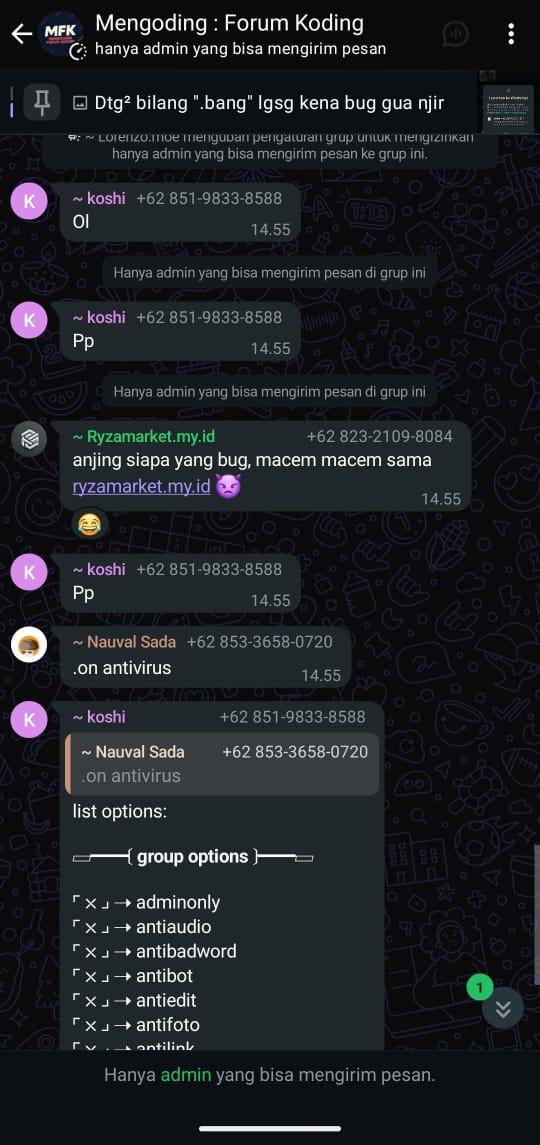 MFK
Mengoding : Forum Koding
hanya admin yang bisa mengirim pesan
Dtg² bilang ".bang" lgsg kena bug gua njir
~ Lorenzo.moe mengubah pengaturan grup untuk mengizinkan
hanya admin yang bisa mengirim pesan ke grup ini.
K
~ koshi +62 851-9833-8588
Ol
14.55
Hanya admin yang bisa mengirim pesan di grup ini
K
~ koshi +62 851-9833-8588
Pp
14.55
Hanya admin yang bisa mengirim pesan di grup ini
~ Ryzamarket.my.id +62 823-2109-8084
anjing siapa yang bug, macem macem sama
ryzamarket.my.id 👿
14.55
😂
K
~ koshi +62 851-9833-8588
Pp
14.55
~ Nauval Sada +62 853-3658-0720
.on antivirus
14.55
K
~ koshi +62 851-9833-8588
~ Nauval Sada +62 853-3658-0720
.on antivirus
list options:
▱━━━{ group options }━━━▱
「 × 」→ adminonly
「 × 」→ antiaudio
「 × 」→ antibadword
「 × 」→ antibot
「 × 」→ antiedit
「 × 」→ antifoto
「 × 」→ antilink
1
Hanya admin yang bisa mengirim pesan.